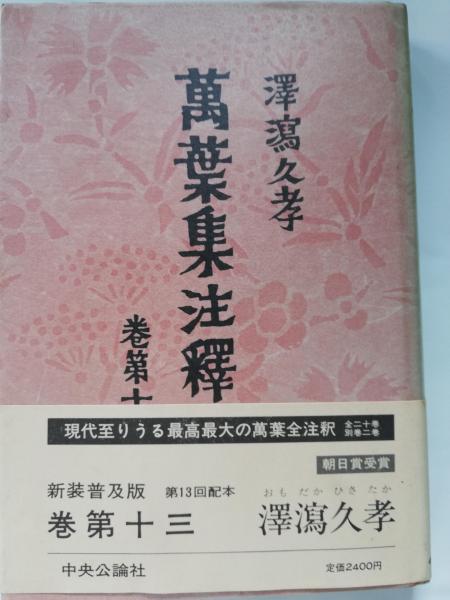 澤瀉久孝
萬葉集注釋
卷第十
現代至りうる最高最大の萬葉全注釈 全二十巻 別巻二巻
朝日賞受賞
新装普及版 第13回配本
巻第十三
おもだかひさたか
澤瀉久孝
中央公論社
定価2400円